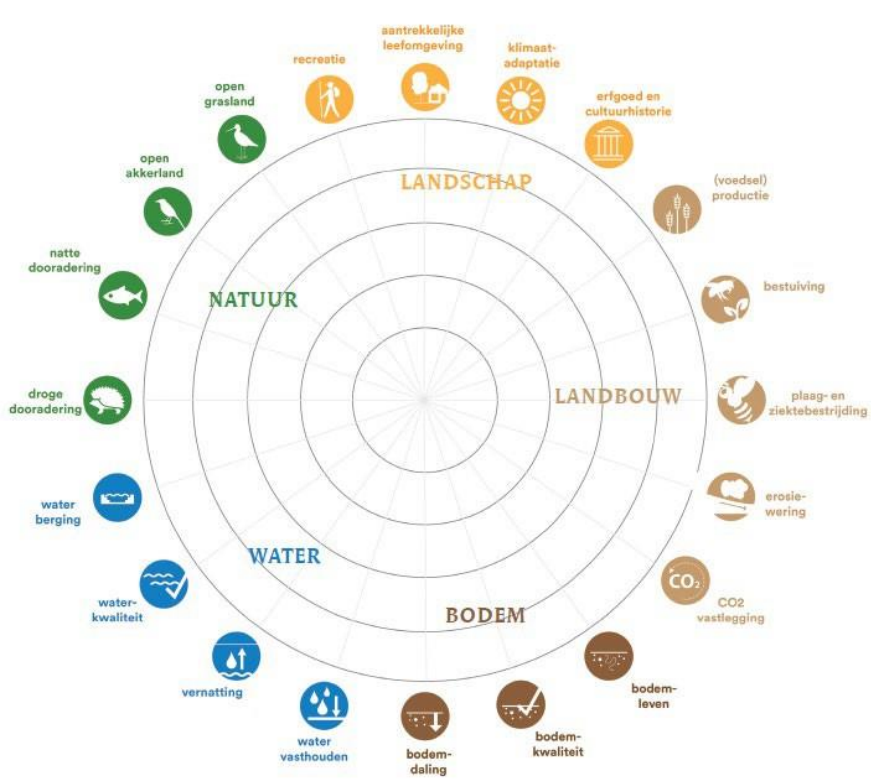 aantrekkelijke
leefomgeving
klimaat-
adaptatie
erfgoed en
cultuurhistorie
(voedsel)
productie
bestuiving
plaag- en
ziektebestrijding
erosie-
wering
CO₂
CO2
vastlegging
bodem-
leven
bodem-
kwaliteit
bodem-
daling
water
vasthouden
vernatting
water-
kwaliteit
water
berging
droge
dooradering
natte
dooradering
open
akkerland
open
grasland
recreatie
LANDSCHAP
NATUUR
LANDBOUW
WATER
BODEM